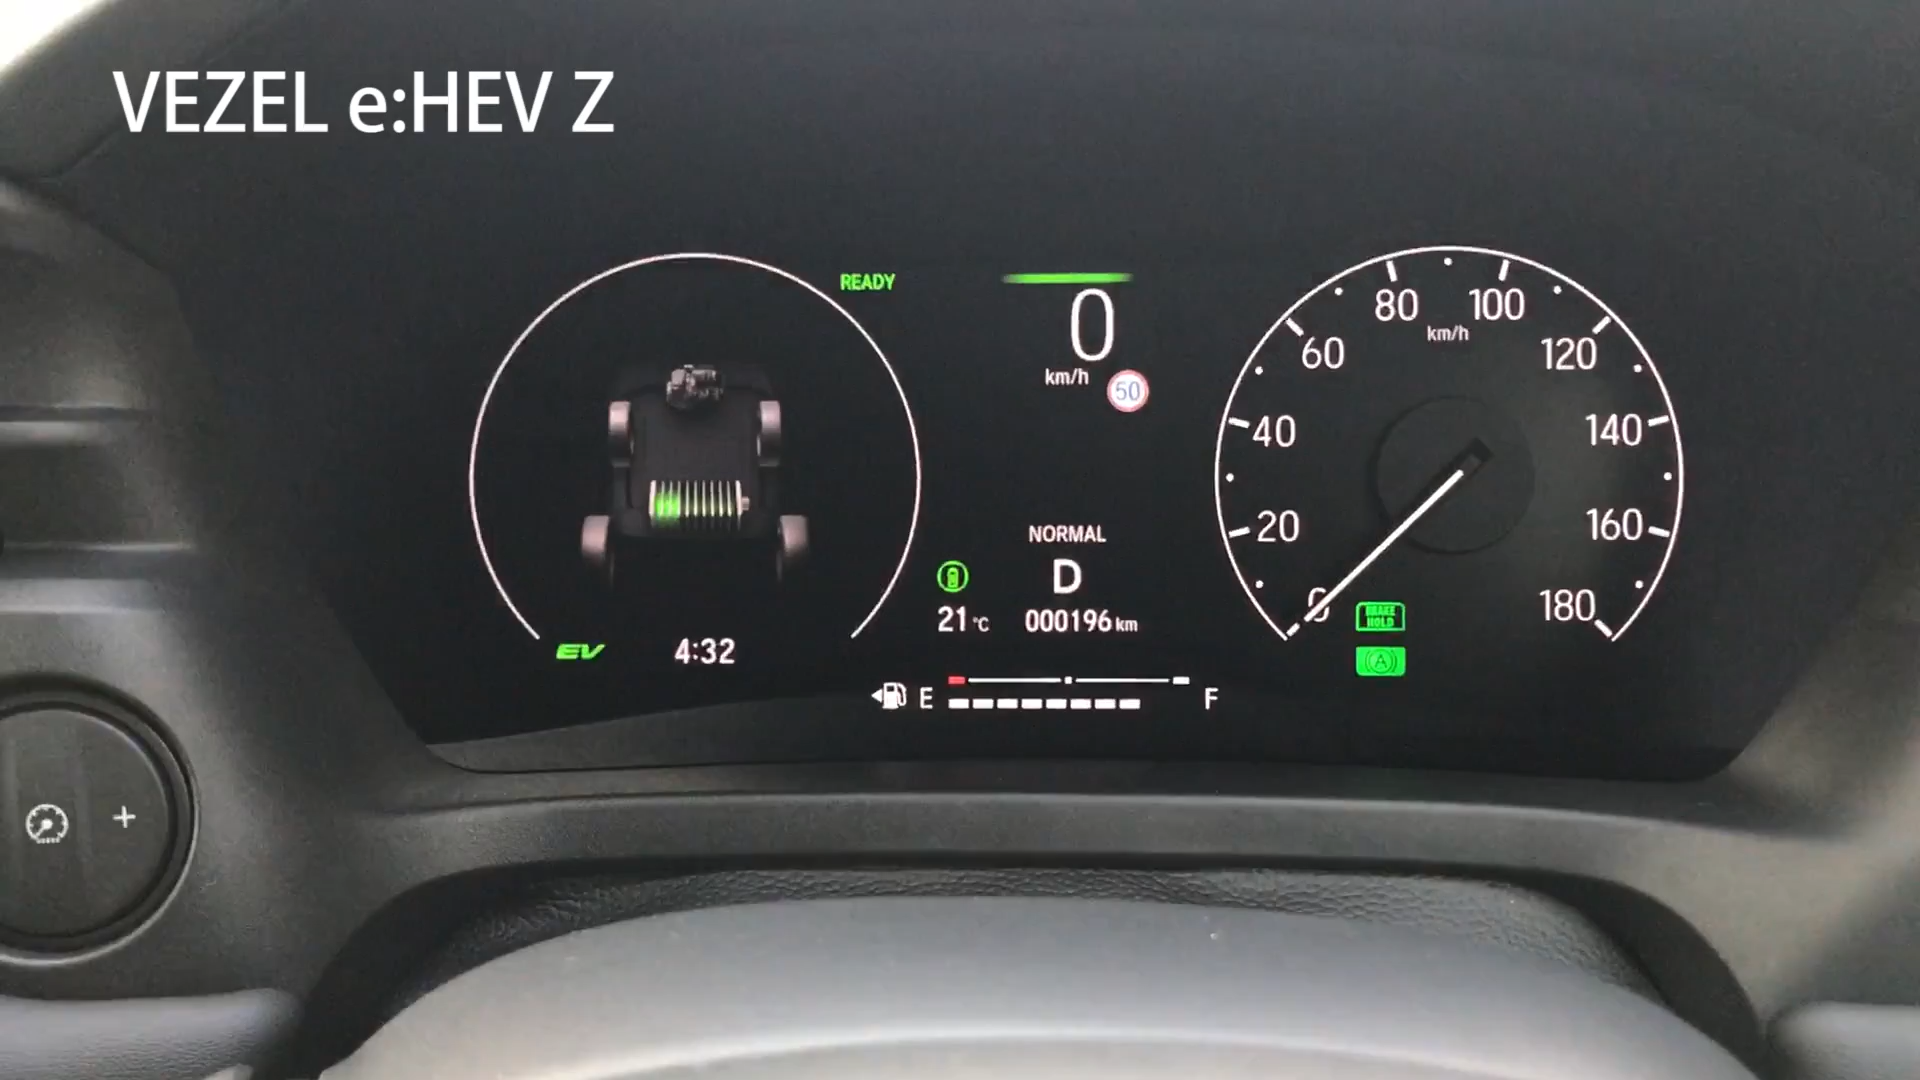 VEZEL e:HEV Z
READY
0
km/h
50
NORMAL
D
21 °C
000196 km
EV
4:32
E
F
0
20
40
60
80
100
120
140
160
180
km/h
BRAKE
HOLD
A
+